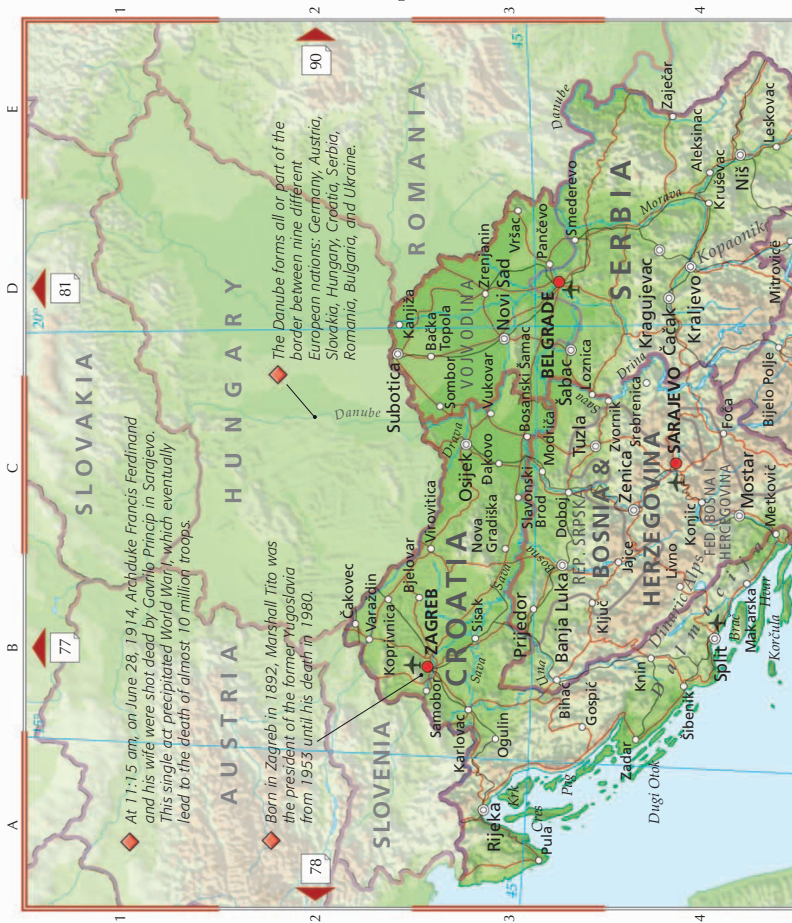 A
B
C
D
E
1
2
3
4
1
2
3
4
77
81
78
90
15°
20°
45°
45°
At 11:15 am, on June 28, 1914, Archduke Francis Ferdinand
and his wife were shot dead by Gavrilo Princip in Sarajevo.
This single act precipitated World War I, which eventually
lead to the death of almost 10 million troops.
Born in Zagreb in 1892, Marshall Tito was
the president of the former Yugoslavia
from 1953 until his death in 1980.
The Danube forms all or part of the
border between nine different
European nations: Germany, Austria,
Slovakia, Hungary, Croatia, Serbia,
Romania, Bulgaria, and Ukraine.
SLOVAKIA
AUSTRIA
HUNGARY
ROMANIA
SLOVENIA
CROATIA
BOSNIA &
HERZEGOVINA
SERBIA
VOJVODINA
REP. SRPSKA
FED. BOSNA I
HERCEGOVINA
Danube
Čakovec
Varaždin
Koprivnica
Bjelovar
Virovitica
ZAGREB
Samobor
Karlovac
Ogulin
Sisak
Sava
Sava
Drava
Nova
Gradiška
Osijek
Đakovo
Slavonski
Brod
Vukovar
Sombor
Subotica
Kanjiža
Bačka
Topola
Zrenjanin
Novi Sad
Vršac
Pančevo
BELGRADE
Smederevo
Danube
Šabac
Loznica
Bosanski Šamac
Modriča
Doboj
Tuzla
Zvornik
Srebrenica
Drina
Sava
Rijeka
Pula
Krk
Cres
Pag
Dugi Otok
Zadar
Gospić
Bihać
Una
Prijedor
Banja Luka
Bosna
Ključ
Jajce
Zenica
SARAJEVO
Foča
Konjic
Livno
Mostar
Metković
Knin
Šibenik
Split
Brač
Makarska
Hvar
Korčula
Dinaric Alps
Dalmacija
Kragujevac
Čačak
Kraljevo
Kopaonik
Morava
Zaječar
Aleksinac
Kruševac
Niš
Leskovac
Mitrovicë
Bijelo Polje